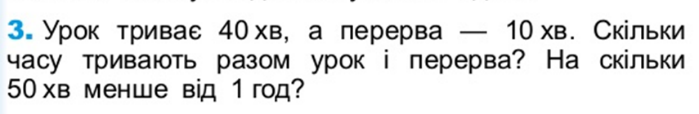 3. Урок триває 40 хв, а перерва — 10 хв. Скільки
часу тривають разом урок і перерва? На скільки
50 хв менше від 1 год?